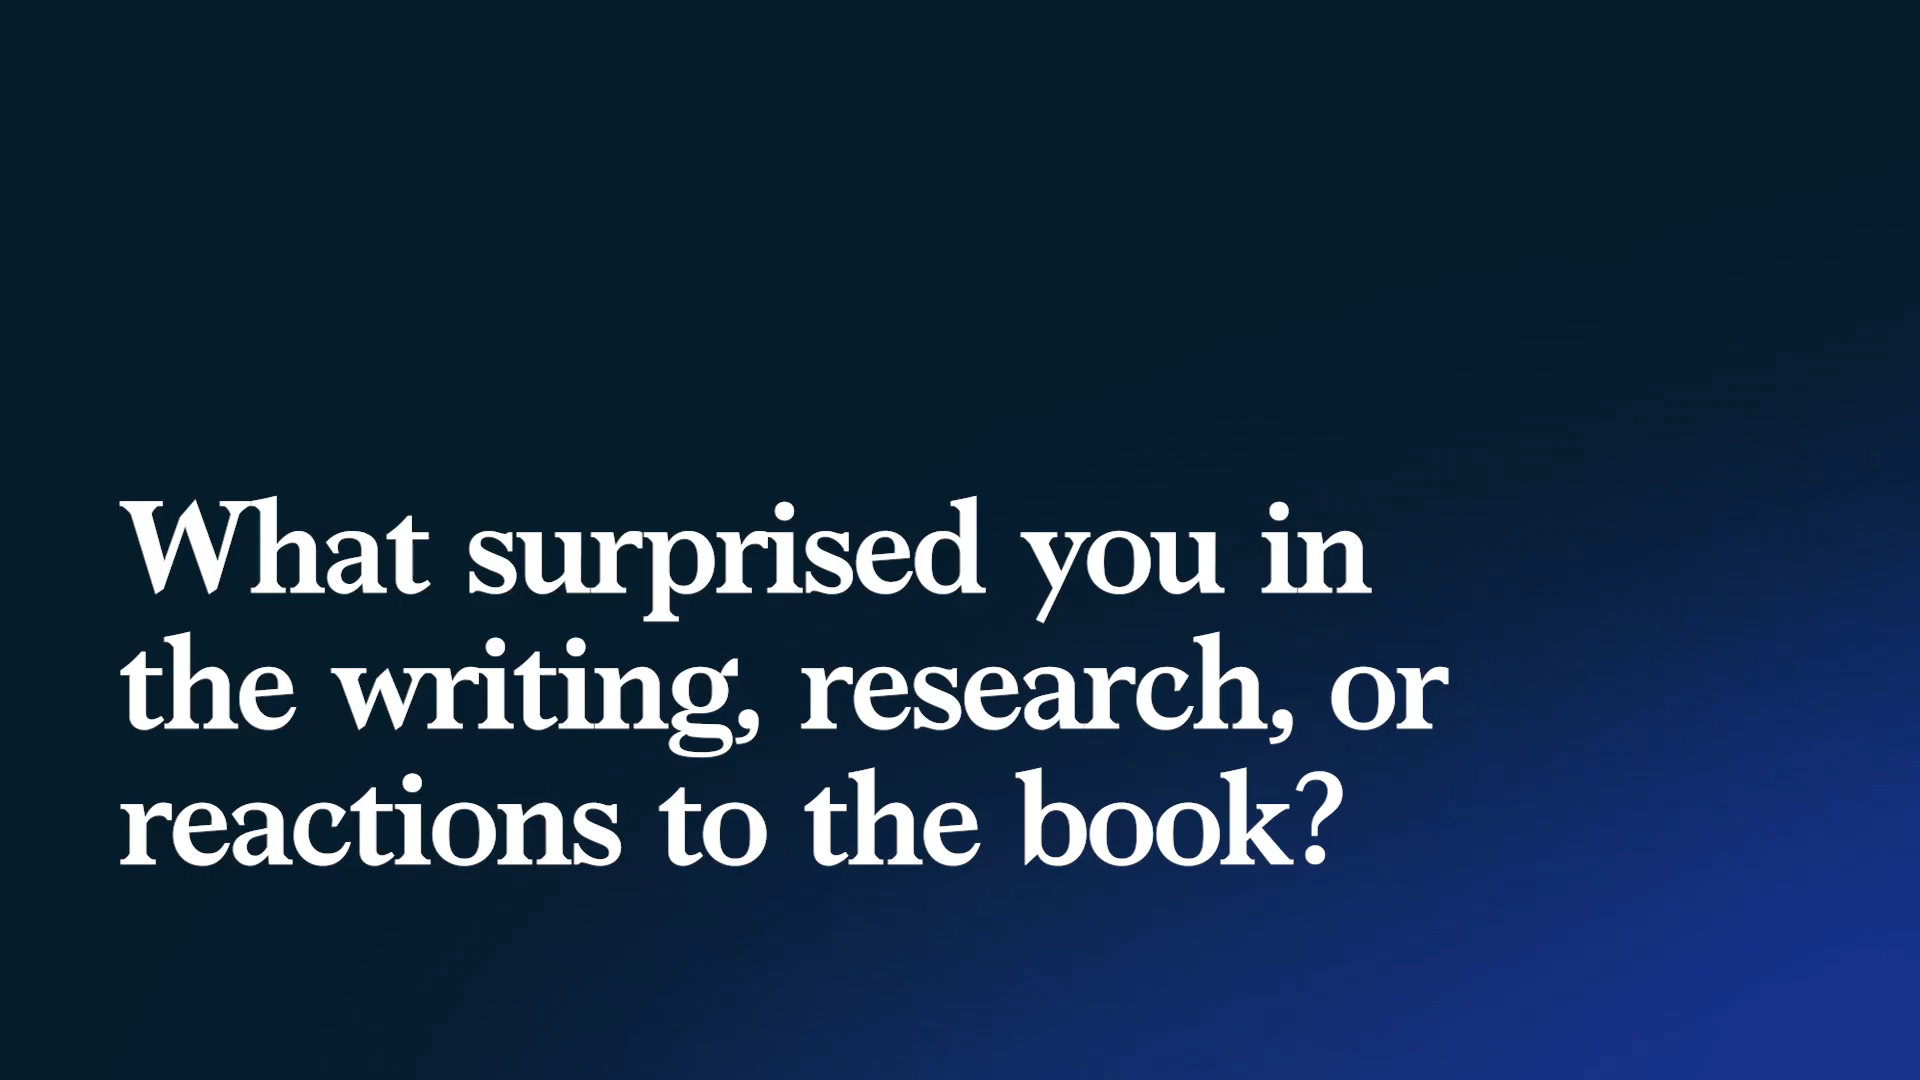 What surprised you in
the writing, research, or
reactions to the book?